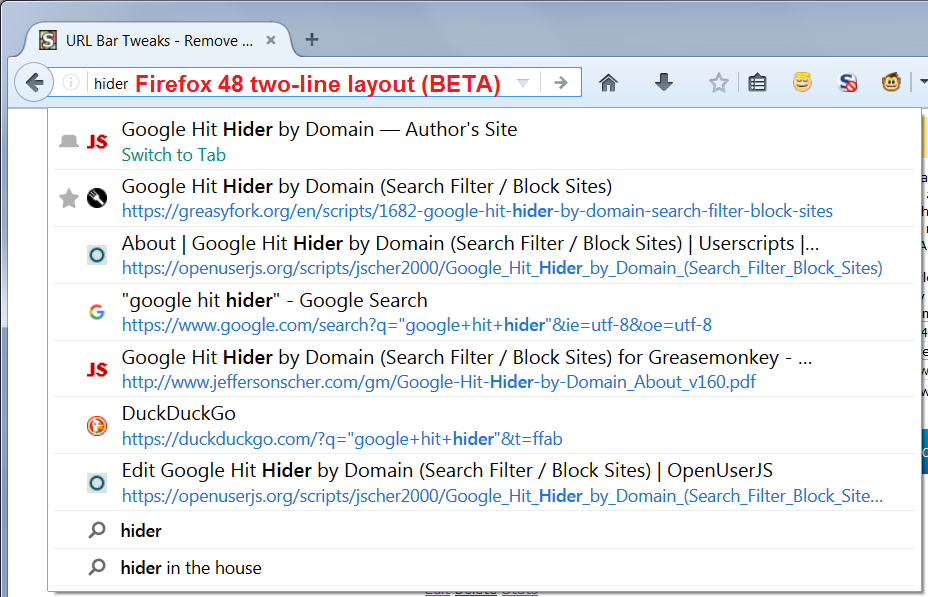 URL Bar Tweaks - Remove ...
hider Firefox 48 two-line layout (BETA)
JS Google Hit Hider by Domain — Author's Site
Switch to Tab
Google Hit Hider by Domain (Search Filter / Block Sites)
https://greasyfork.org/en/scripts/1682-google-hit-hider-by-domain-search-filter-block-sites
About | Google Hit Hider by Domain (Search Filter / Block Sites) | Userscripts |...
https://openuserjs.org/scripts/jscher2000/Google_Hit_Hider_by_Domain_(Search_Filter_Block_Sites)
"google hit hider" - Google Search
https://www.google.com/search?q="google+hit+hider"&ie=utf-8&oe=utf-8
JS Google Hit Hider by Domain (Search Filter / Block Sites) for Greasemonkey - ...
http://www.jeffersonscher.com/gm/Google-Hit-Hider-by-Domain_About_v160.pdf
DuckDuckGo
https://duckduckgo.com/?q="google+hit+hider"&t=ffab
Edit Google Hit Hider by Domain (Search Filter / Block Sites) | OpenUserJS
https://openuserjs.org/scripts/jscher2000/Google_Hit_Hider_by_Domain_(Search_Filter_Block_Site...
hider
hider in the house
Edit Delete Stats